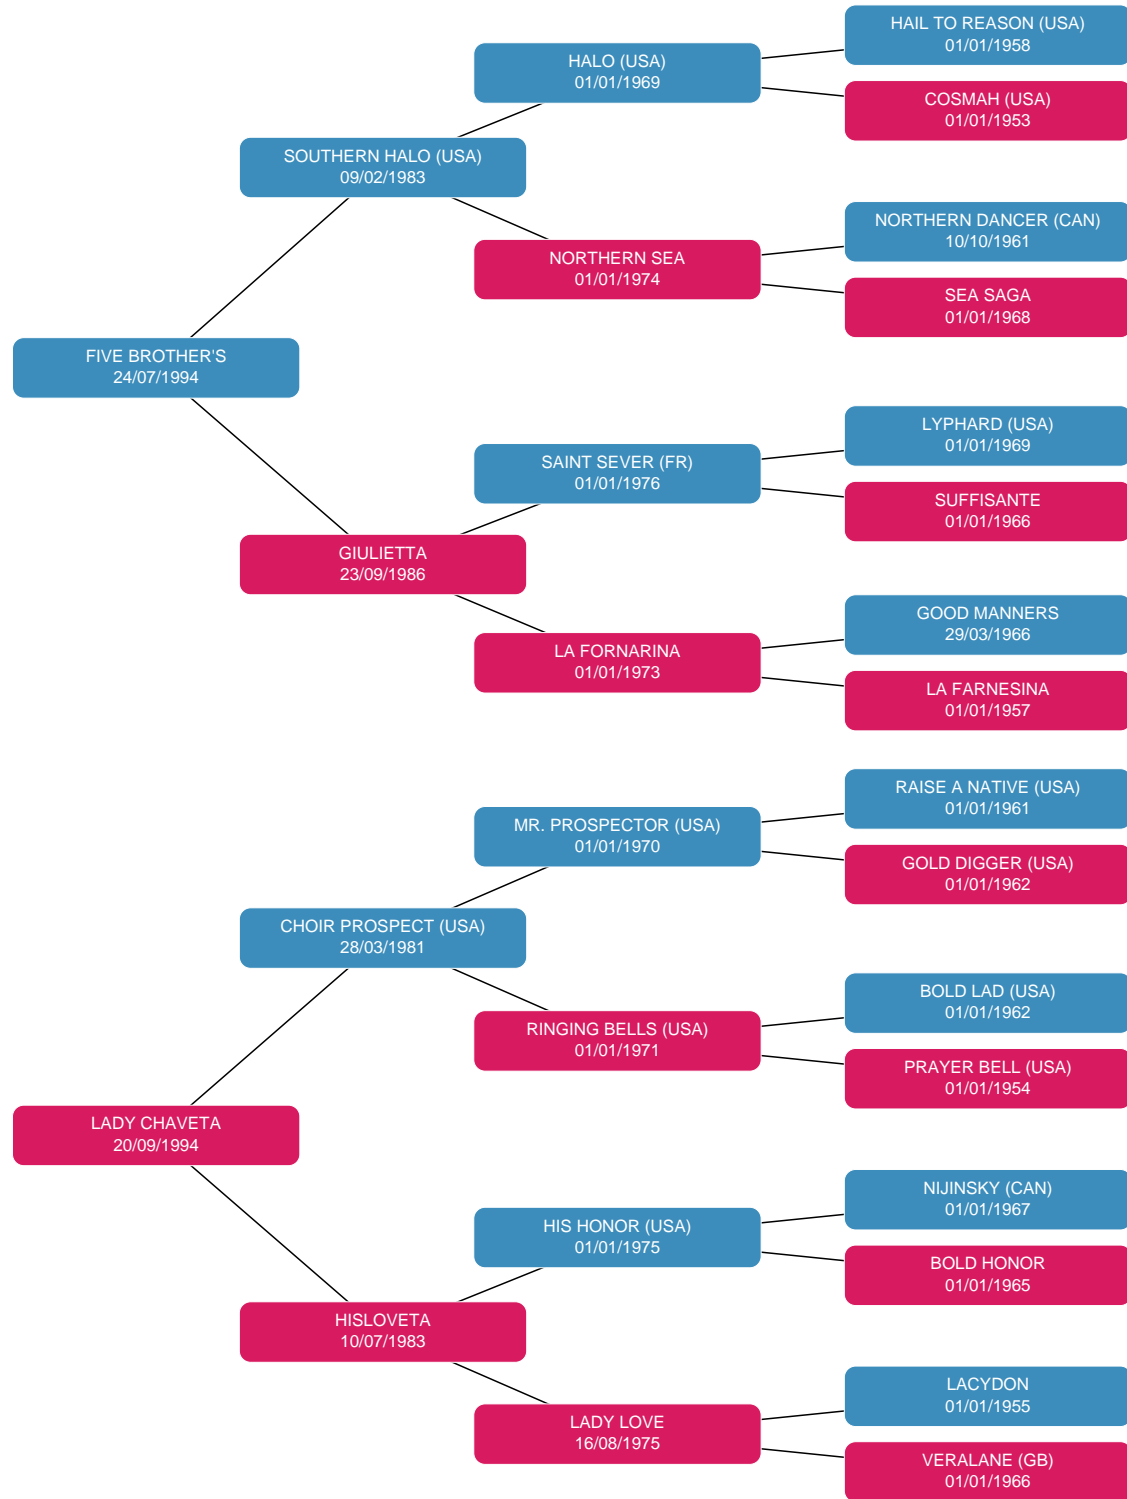 HAIL TO REASON (USA)
01/01/1958
HALO (USA)
01/01/1969
COSMAH (USA)
01/01/1953
SOUTHERN HALO (USA)
09/02/1983
NORTHERN DANCER (CAN)
10/10/1961
NORTHERN SEA
01/01/1974
SEA SAGA
01/01/1968
FIVE BROTHER'S
24/07/1994
LYPHARD (USA)
01/01/1969
SAINT SEVER (FR)
01/01/1976
SUFFISANTE
01/01/1966
GIULIETTA
23/09/1986
GOOD MANNERS
29/03/1966
LA FORNARINA
01/01/1973
LA FARNESINA
01/01/1957
RAISE A NATIVE (USA)
01/01/1961
MR. PROSPECTOR (USA)
01/01/1970
GOLD DIGGER (USA)
01/01/1962
CHOIR PROSPECT (USA)
28/03/1981
BOLD LAD (USA)
01/01/1962
RINGING BELLS (USA)
01/01/1971
PRAYER BELL (USA)
01/01/1954
LADY CHAVETA
20/09/1994
NIJINSKY (CAN)
01/01/1967
HIS HONOR (USA)
01/01/1975
BOLD HONOR
01/01/1965
HISLOVETA
10/07/1983
LACYDON
01/01/1955
LADY LOVE
16/08/1975
VERALANE (GB)
01/01/1966